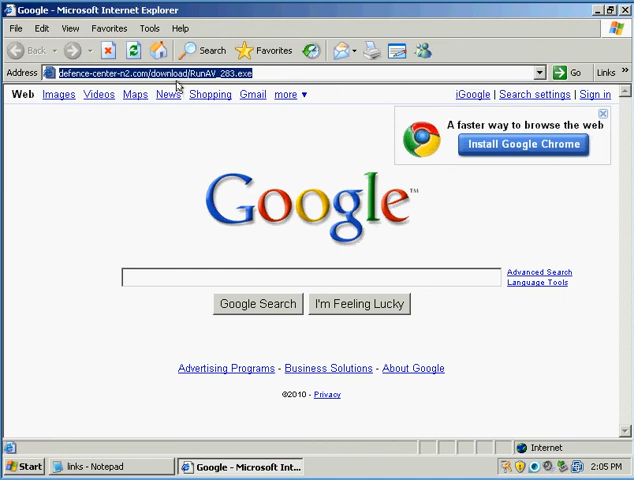 Google - Microsoft Internet Explorer
File Edit View Favorites Tools Help
Back Search Favorites
Address defence-center-n2.com/download/RunAV_283.exe Go Links »
Web Images Videos Maps News Shopping Gmail more ▼ iGoogle | Search settings | Sign in
A faster way to browse the web
Install Google Chrome
Google™
Advanced Search
Language Tools
Google Search I'm Feeling Lucky
Advertising Programs - Business Solutions - About Google
©2010 - Privacy
Internet
Start links - Notepad Google - Microsoft Int... 2:05 PM